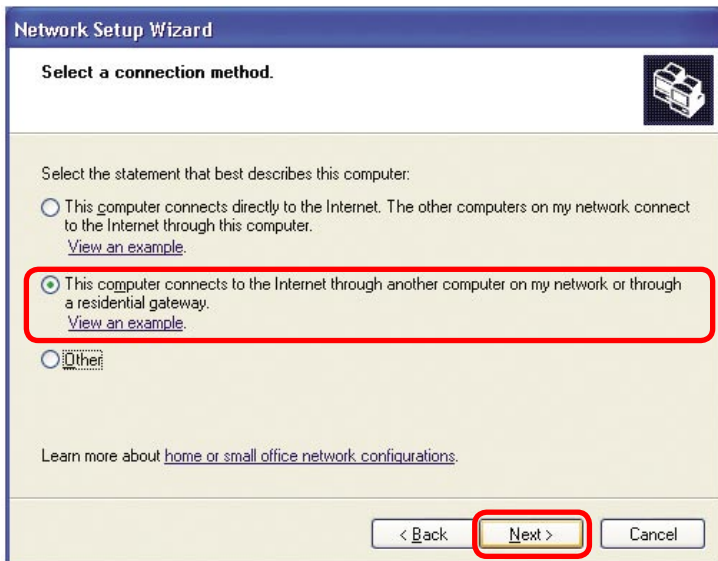 Network Setup Wizard
Select a connection method.
Select the statement that best describes this computer:
This computer connects directly to the Internet. The other computers on my network connect
to the Internet through this computer.
View an example.
This computer connects to the Internet through another computer on my network or through
a residential gateway.
View an example.
Other
Learn more about home or small office network configurations.
< Back
Next >
Cancel